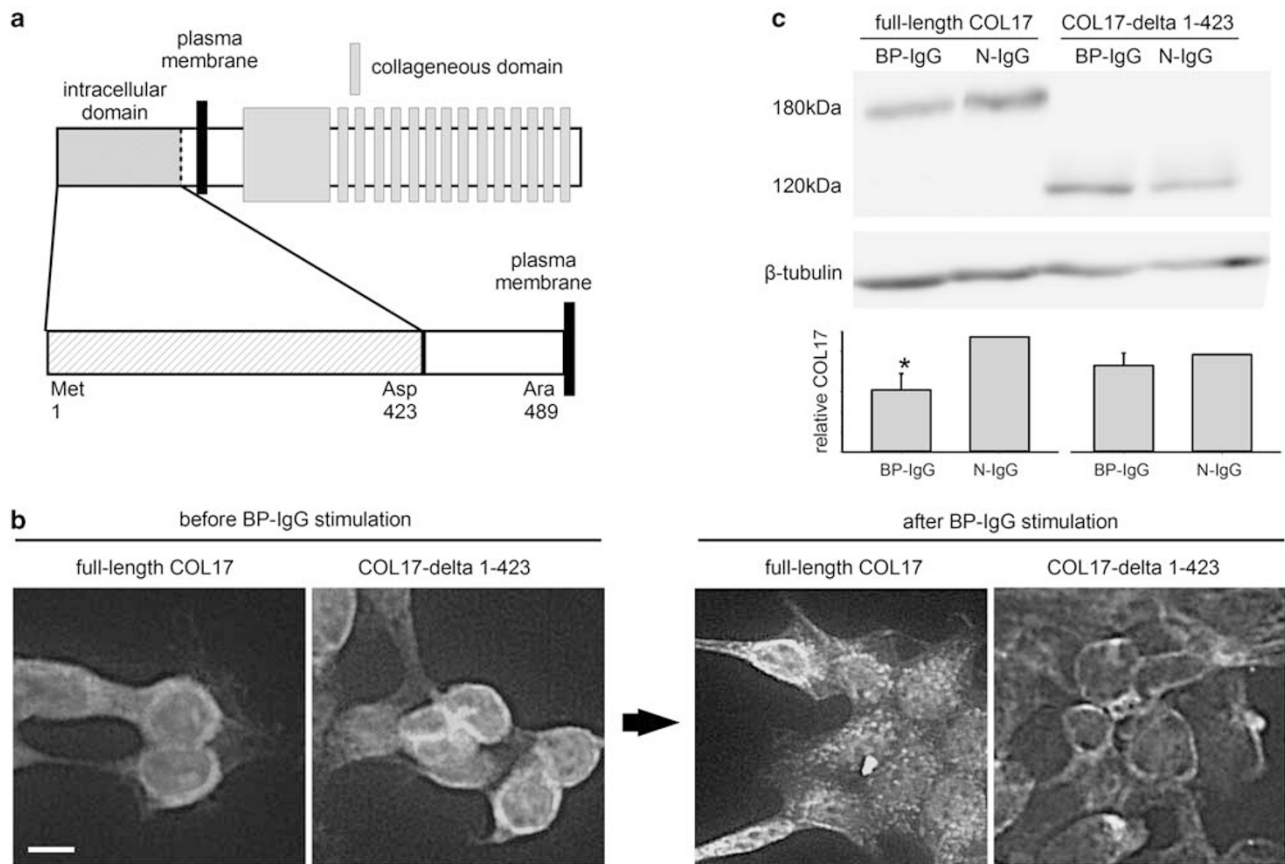 a
plasma
membrane
intracellular
domain
collageneous domain
plasma
membrane
Met
1
Asp
423
Ara
489
c
full-length COL17 COL17-delta 1-423
BP-IgG N-IgG BP-IgG N-IgG
180kDa
120kDa
β-tubulin
relative COL17
*
BP-IgG N-IgG BP-IgG N-IgG
b
before BP-IgG stimulation
full-length COL17 COL17-delta 1-423
after BP-IgG stimulation
full-length COL17 COL17-delta 1-423